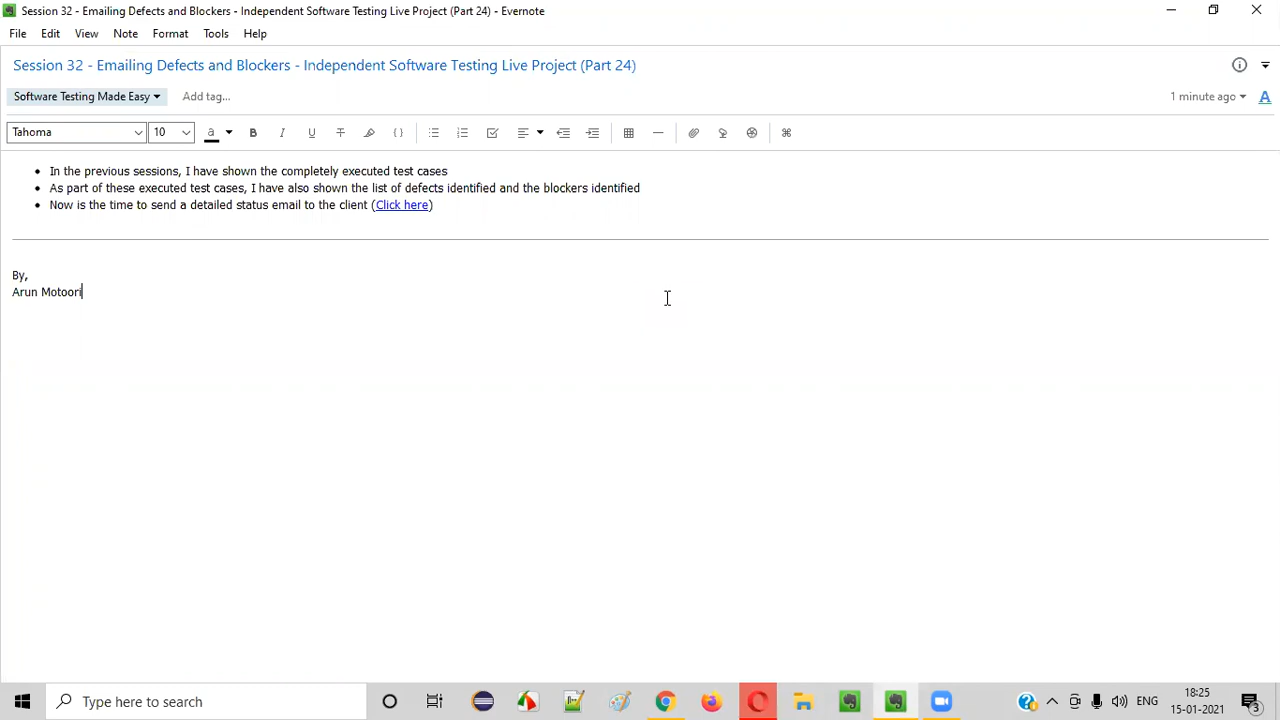 Session 32 - Emailing Defects and Blockers - Independent Software Testing Live Project (Part 24) - Evernote
File Edit View Note Format Tools Help
Session 32 - Emailing Defects and Blockers - Independent Software Testing Live Project (Part 24)
Software Testing Made Easy Add tag... 1 minute ago A
Tahoma 10 a B I U T { }
• In the previous sessions, I have shown the completely executed test cases
• As part of these executed test cases, I have also shown the list of defects identified and the blockers identified
• Now is the time to send a detailed status email to the client (Click here)
By,
Arun Motoori
Type here to search ENG 18:25
15-01-2021 3